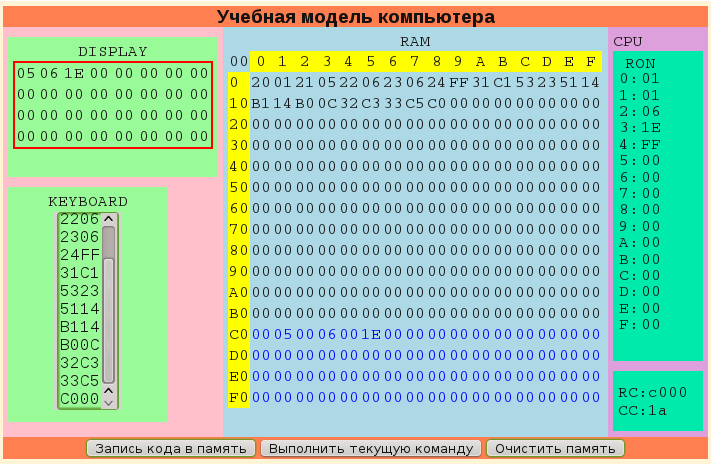 Учебная модель компьютера
DISPLAY
05 06 1E 00 00 00 00 00
00 00 00 00 00 00 00 00
00 00 00 00 00 00 00 00
00 00 00 00 00 00 00 00
KEYBOARD
2206
2306
24FF
31C1
5323
5114
B114
B00C
32C3
33C5
C000
RAM
00 0 1 2 3 4 5 6 7 8 9 A B C D E F
0 20 01 21 05 22 06 23 06 24 FF 31 C1 53 23 51 14
10 B1 14 B0 0C 32 C3 33 C5 C0 00 00 00 00 00 00 00
20 00 00 00 00 00 00 00 00 00 00 00 00 00 00 00 00
30 00 00 00 00 00 00 00 00 00 00 00 00 00 00 00 00
40 00 00 00 00 00 00 00 00 00 00 00 00 00 00 00 00
50 00 00 00 00 00 00 00 00 00 00 00 00 00 00 00 00
60 00 00 00 00 00 00 00 00 00 00 00 00 00 00 00 00
70 00 00 00 00 00 00 00 00 00 00 00 00 00 00 00 00
80 00 00 00 00 00 00 00 00 00 00 00 00 00 00 00 00
90 00 00 00 00 00 00 00 00 00 00 00 00 00 00 00 00
A0 00 00 00 00 00 00 00 00 00 00 00 00 00 00 00 00
B0 00 00 00 00 00 00 00 00 00 00 00 00 00 00 00 00
C0 00 05 00 06 00 1E 00 00 00 00 00 00 00 00 00 00
D0 00 00 00 00 00 00 00 00 00 00 00 00 00 00 00 00
E0 00 00 00 00 00 00 00 00 00 00 00 00 00 00 00 00
F0 00 00 00 00 00 00 00 00 00 00 00 00 00 00 00 00
CPU
RON
0:01
1:01
2:06
3:1E
4:FF
5:00
6:00
7:00
8:00
9:00
A:00
B:00
C:00
D:00
E:00
F:00
RC:c000
CC:1a
Запись кода в память
Выполнить текущую команду
Очистить память